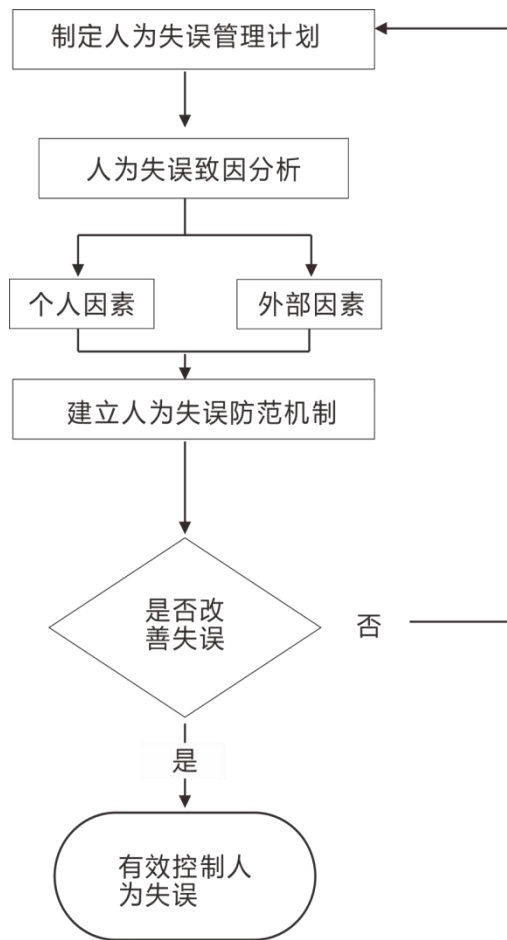 制定人为失误管理计划
人为失误致因分析
个人因素
外部因素
建立人为失误防范机制
是否改
善失误
否
是
有效控制人
为失误